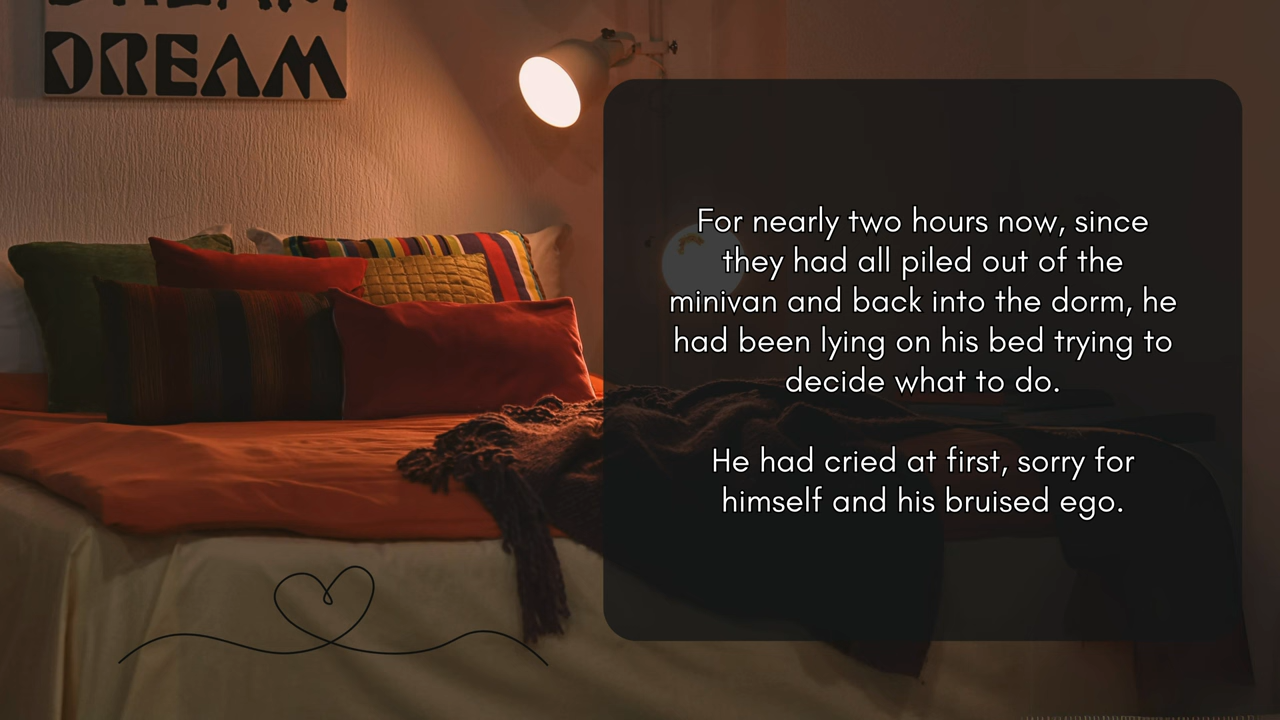 DREAM
DREAM
For nearly two hours now, since
they had all piled out of the
minivan and back into the dorm, he
had been lying on his bed trying to
decide what to do.
He had cried at first, sorry for
himself and his bruised ego.